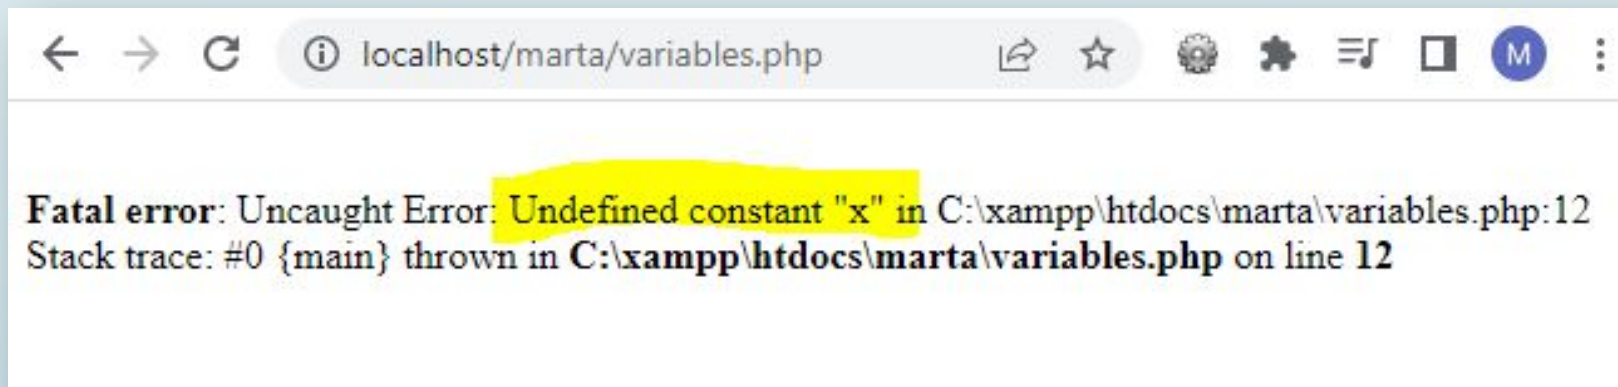 localhost/marta/variables.php
M
Fatal error: Uncaught Error: Undefined constant "x" in C:\xampp\htdocs\marta\variables.php:12
Stack trace: #0 {main} thrown in C:\xampp\htdocs\marta\variables.php on line 12